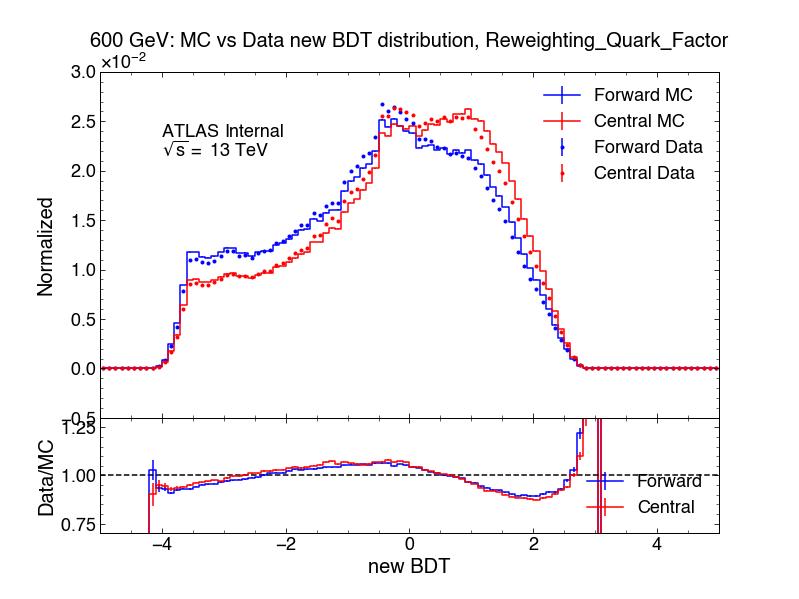 600 GeV: MC vs Data new BDT distribution, Reweighting_Quark_Factor
×10⁻²
3.0
2.5
2.0
1.5
1.0
0.5
0.0
−0.5
Normalized
ATLAS Internal
√s = 13 TeV
Forward MC
Central MC
Forward Data
Central Data
1.25
1.00
0.75
Data/MC
Forward
Central
−4 −2 0 2 4
new BDT